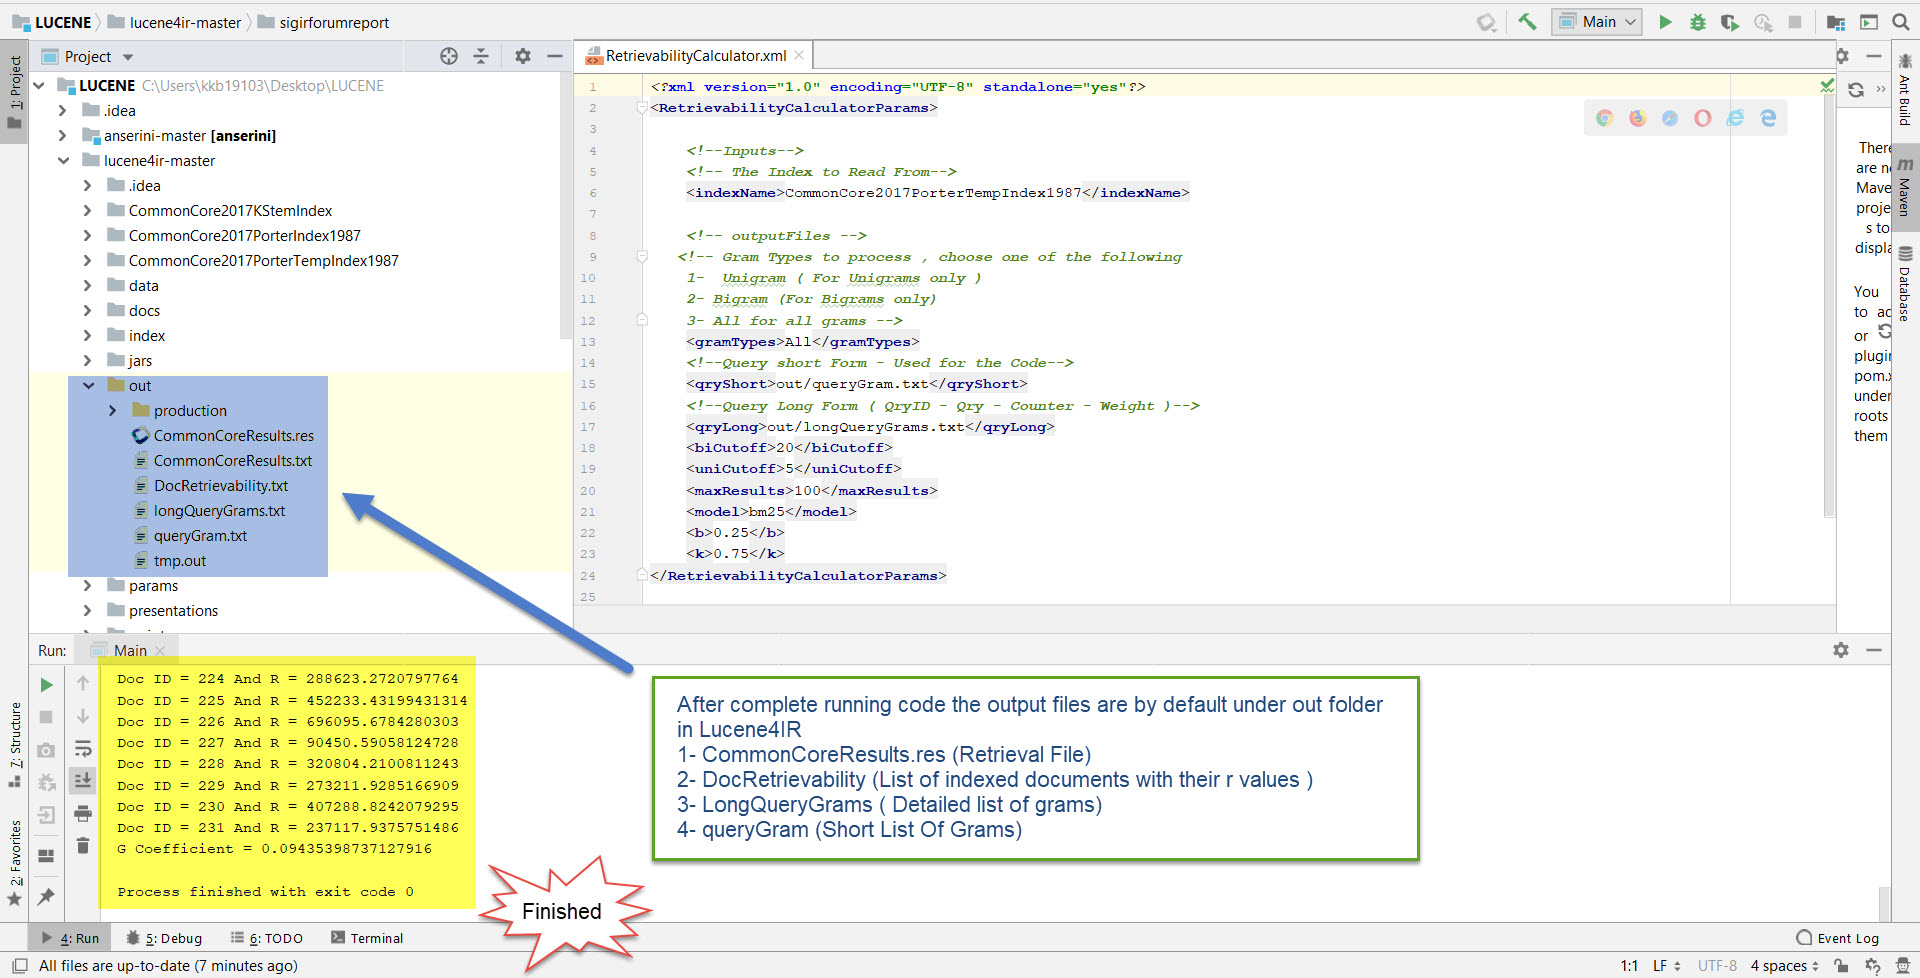 LUCENE
lucene4ir-master
sigirforumreport
Main
1: Project
Project
LUCENE C:\Users\kkb19103\Desktop\LUCENE
.idea
anserini-master [anserini]
lucene4ir-master
.idea
CommonCore2017KStemIndex
CommonCore2017PorterIndex1987
CommonCore2017PorterTempIndex1987
data
docs
index
jars
out
production
CommonCoreResults.res
CommonCoreResults.txt
DocRetrievability.txt
longQueryGrams.txt
queryGram.txt
tmp.out
params
presentations
RetrievabilityCalculator.xml
1 <?xml version="1.0" encoding="UTF-8" standalone="yes"?>
2 <RetrievabilityCalculatorParams>
3
4 <!--Inputs-->
5 <!-- The Index to Read From-->
6 <indexName>CommonCore2017PorterTempIndex1987</indexName>
7
8 <!-- outputFiles -->
9 <!-- Gram Types to process , choose one of the following
10 1- Unigram ( For Unigrams only )
11 2- Bigram (For Bigrams only)
12 3- All for all grams -->
13 <gramTypes>All</gramTypes>
14 <!--Query short Form - Used for the Code-->
15 <qryShort>out/queryGram.txt</qryShort>
16 <!--Query Long Form ( QryID - Qry - Counter - Weight )-->
17 <qryLong>out/longQueryGrams.txt</qryLong>
18 <biCutoff>20</biCutoff>
19 <uniCutoff>5</uniCutoff>
20 <maxResults>100</maxResults>
21 <model>bm25</model>
22 <b>0.25</b>
23 <k>0.75</k>
24 </RetrievabilityCalculatorParams>
25
There
are no
Mave
proje
s to
displa
You
to ac
or
plugin
pom.x
under
roots
them
Ant Build
Maven
Database
Run:
Main
Doc ID = 224 And R = 288623.2720797764
Doc ID = 225 And R = 452233.43199431314
Doc ID = 226 And R = 696095.6784280303
Doc ID = 227 And R = 90450.59058124728
Doc ID = 228 And R = 320804.2100811243
Doc ID = 229 And R = 273211.9285166909
Doc ID = 230 And R = 407288.8242079295
Doc ID = 231 And R = 237117.9375751486
G Coefficient = 0.09435398737127916
Process finished with exit code 0
7: Structure
2: Favorites
After complete running code the output files are by default under out folder
in Lucene4IR
1- CommonCoreResults.res (Retrieval File)
2- DocRetrievability (List of indexed documents with their r values )
3- LongQueryGrams ( Detailed list of grams)
4- queryGram (Short List Of Grams)
Finished
4: Run
5: Debug
6: TODO
Terminal
Event Log
All files are up-to-date (7 minutes ago)
1:1 LF UTF-8 4 spaces